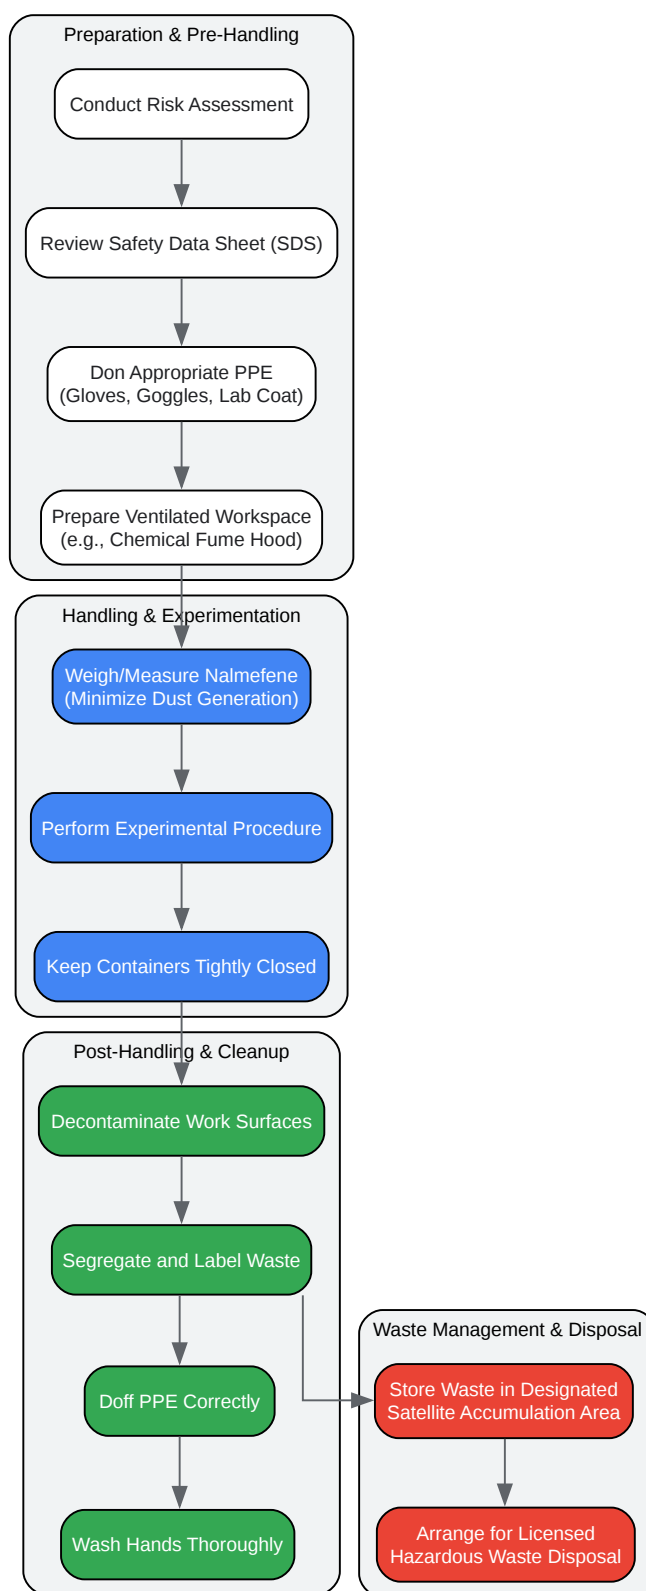 Preparation & Pre-Handling
Conduct Risk Assessment
Review Safety Data Sheet (SDS)
Don Appropriate PPE
(Gloves, Goggles, Lab Coat)
Prepare Ventilated Workspace
(e.g., Chemical Fume Hood)
Handling & Experimentation
Weigh/Measure Nalmefene
(Minimize Dust Generation)
Perform Experimental Procedure
Keep Containers Tightly Closed
Post-Handling & Cleanup
Decontaminate Work Surfaces
Segregate and Label Waste
Doff PPE Correctly
Wash Hands Thoroughly
Waste Management & Disposal
Store Waste in Designated
Satellite Accumulation Area
Arrange for Licensed
Hazardous Waste Disposal